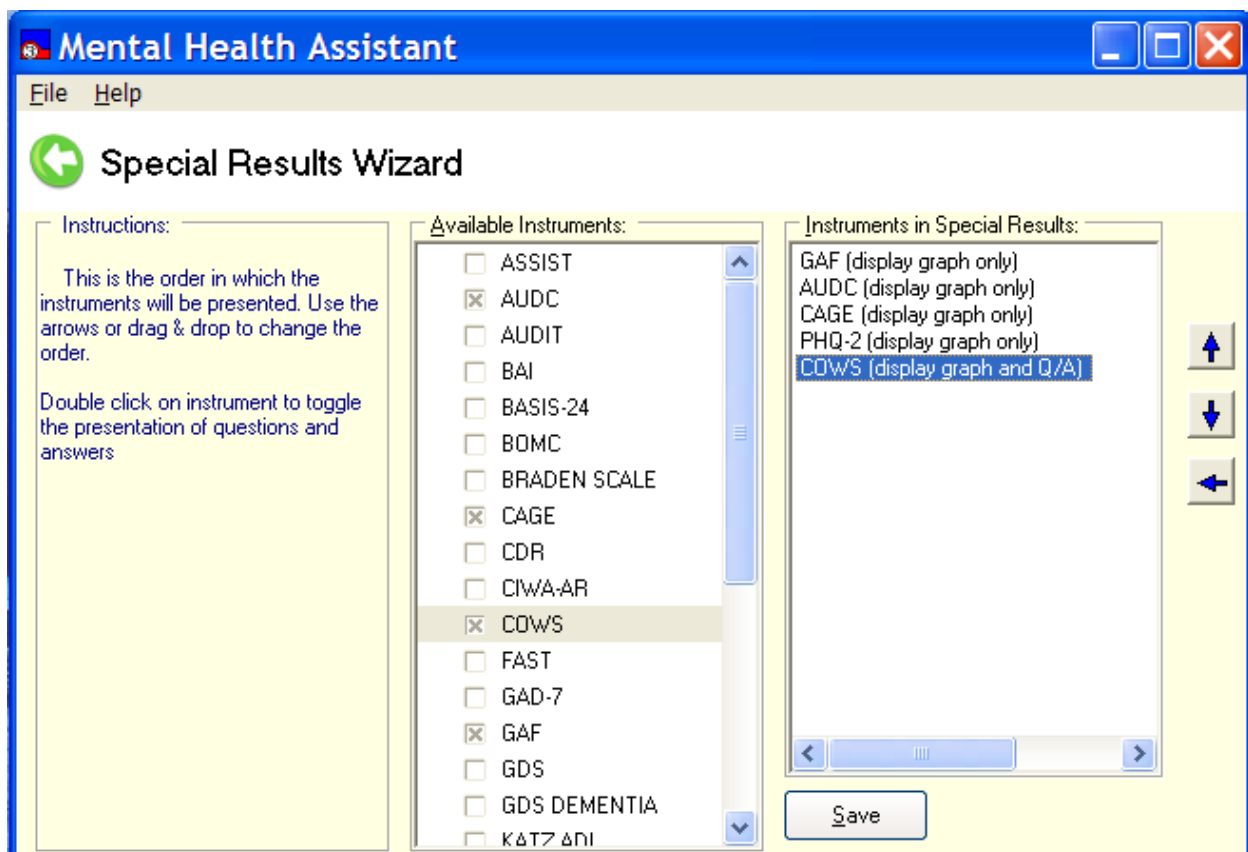 Mental Health Assistant
File Help
Special Results Wizard
Instructions:
This is the order in which the
instruments will be presented. Use the
arrows or drag & drop to change the
order.
Double click on instrument to toggle
the presentation of questions and
answers
Available Instruments:
ASSIST
AUDC
AUDIT
BAI
BASIS-24
BOMC
BRADEN SCALE
CAGE
CDR
CIWA-AR
COWS
FAST
GAD-7
GAF
GDS
GDS DEMENTIA
KATZ ADL
Instruments in Special Results:
GAF (display graph only)
AUDC (display graph only)
CAGE (display graph only)
PHQ-2 (display graph only)
COWS (display graph and Q/A)
Save